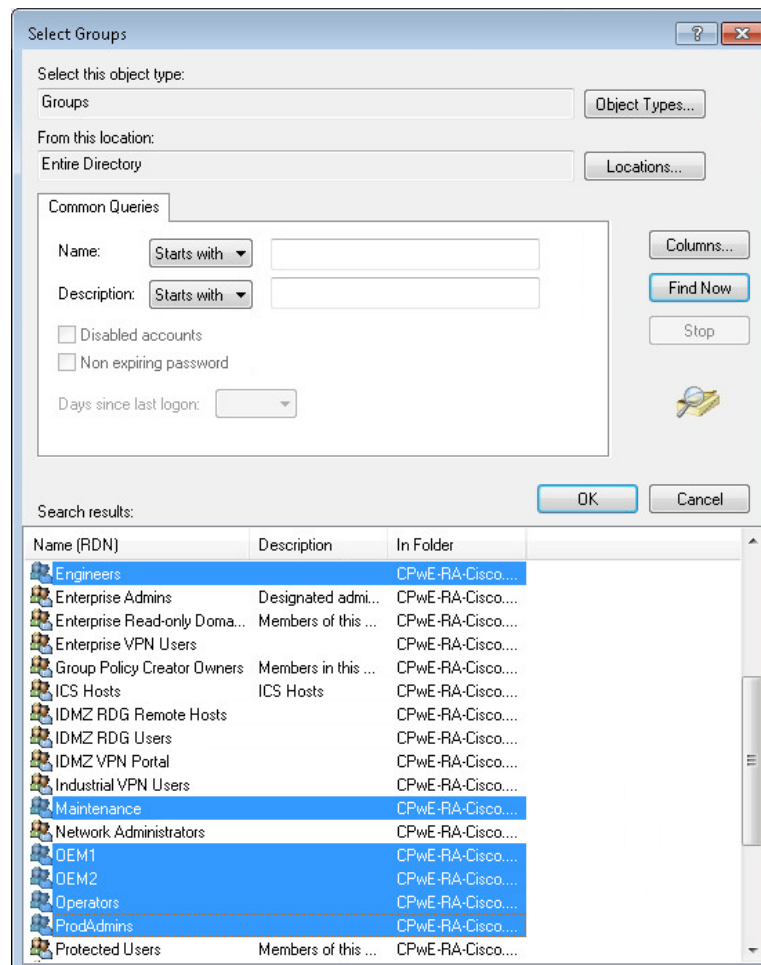 Select Groups
Select this object type:
Groups
Object Types...
From this location:
Entire Directory
Locations...
Common Queries
Name:
Starts with
Columns...
Description:
Starts with
Find Now
Disabled accounts
Stop
Non expiring password
Days since last logon:
OK
Cancel
Search results:
Name (RDN) Description In Folder
Engineers CPwE-RA-Cisco....
Enterprise Admins Designated admi... CPwE-RA-Cisco....
Enterprise Read-only Doma... Members of this ... CPwE-RA-Cisco....
Enterprise VPN Users CPwE-RA-Cisco....
Group Policy Creator Owners Members in this ... CPwE-RA-Cisco....
ICS Hosts ICS Hosts CPwE-RA-Cisco....
IDMZ RDG Remote Hosts CPwE-RA-Cisco....
IDMZ RDG Users CPwE-RA-Cisco....
IDMZ VPN Portal CPwE-RA-Cisco....
Industrial VPN Users CPwE-RA-Cisco....
Maintenance CPwE-RA-Cisco....
Network Administrators CPwE-RA-Cisco....
OEM1 CPwE-RA-Cisco....
OEM2 CPwE-RA-Cisco....
Operators CPwE-RA-Cisco....
ProdAdmins CPwE-RA-Cisco....
Protected Users Members of this ... CPwE-RA-Cisco....